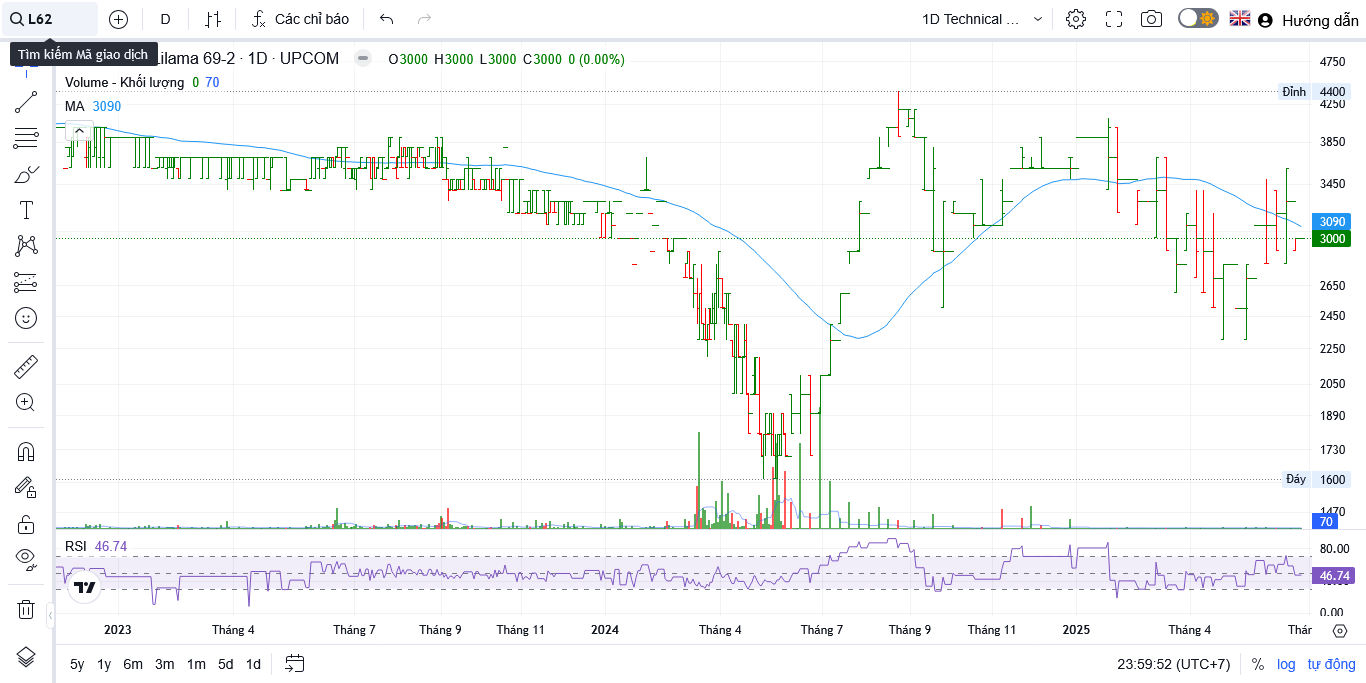 L62
D
Các chỉ báo
1D Technical ...
Hướng dẫn
Tìm kiếm Mã giao dịch
Lilama 69-2 · 1D · UPCOM
O3000 H3000 L3000 C3000 0 (0.00%)
Volume - Khối lượng 0 70
MA 3090
4750
Đỉnh 4400
4250
3850
3450
3090
3000
2650
2450
2250
2050
1890
1730
Đáy 1600
1470
70
RSI 46.74
80.00
46.74
0.00
2023 Tháng 4 Tháng 7 Tháng 9 Tháng 11 2024 Tháng 4 Tháng 7 Tháng 9 Tháng 11 2025 Tháng 4 Thán
5y 1y 6m 3m 1m 5d 1d
23:59:52 (UTC+7) % log tự động